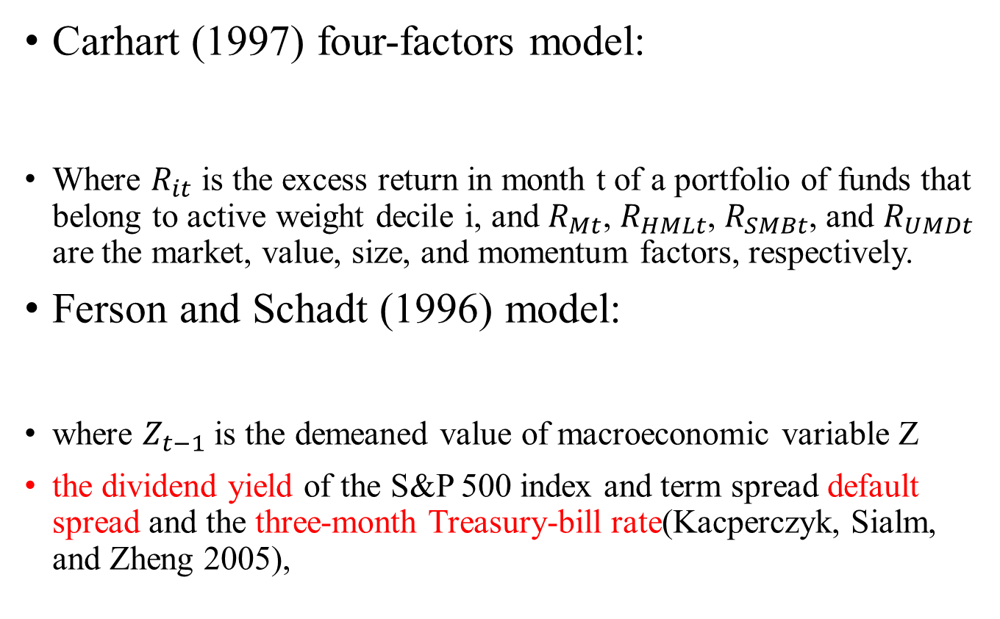 • Carhart (1997) four-factors model:
• Where R_{it} is the excess return in month t of a portfolio of funds that
belong to active weight decile i, and R_{Mt}, R_{HMLt}, R_{SMBt}, and R_{UMDt}
are the market, value, size, and momentum factors, respectively.
• Ferson and Schadt (1996) model:
• where Z_{t−1} is the demeaned value of macroeconomic variable Z
• the dividend yield of the S&P 500 index and term spread default
spread and the three-month Treasury-bill rate(Kacperczyk, Sialm,
and Zheng 2005),